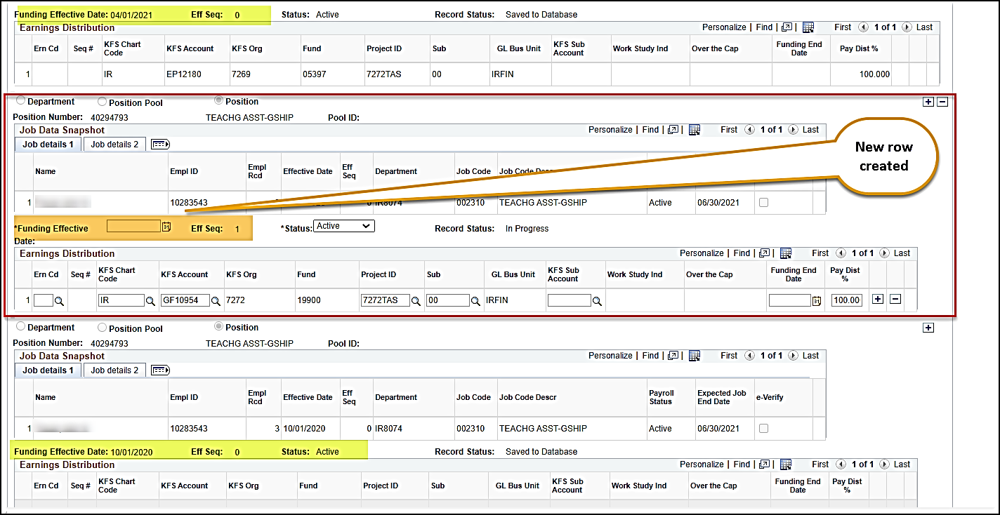 Funding Effective Date: 04/01/2021 Eff Seq: 0 Status: Active Record Status: Saved to Database
Earnings Distribution Personalize | Find | | First 1 of 1 Last
Ern Cd Seq # KFS Chart Code KFS Account KFS Org Fund Project ID Sub GL Bus Unit KFS Sub Account Work Study Ind Over the Cap Funding End Date Pay Dist %
1 IR EP12180 7269 05397 7272TAS 00 IRFIN 100.000
Department Position Pool Position + −
Position Number: 40294793 TEACHG ASST-GSHIP Pool ID:
Job Data Snapshot Personalize | Find | | First 1 of 1 Last
Job details 1 Job details 2
New row
created
Name Empl ID Empl Rcd Effective Date Eff Seq Department Job Code Job Code Descr
1 10283543 0 IR8074 002310 TEACHG ASST-GSHIP Active 06/30/2021
*Funding Effective Date: Eff Seq: 1 *Status: Active Record Status: In Progress
Earnings Distribution Personalize | Find | | First 1 of 1 Last
Ern Cd Seq # KFS Chart Code KFS Account KFS Org Fund Project ID Sub GL Bus Unit KFS Sub Account Work Study Ind Over the Cap Funding End Date Pay Dist %
1 IR GF10954 7272 19900 7272TAS 00 IRFIN 100.00 + −
Department Position Pool Position +
Position Number: 40294793 TEACHG ASST-GSHIP Pool ID:
Job Data Snapshot Personalize | Find | | First 1 of 1 Last
Job details 1 Job details 2
Name Empl ID Empl Rcd Effective Date Eff Seq Department Job Code Job Code Descr Payroll Status Expected Job End Date e-Verify
1 10283543 3 10/01/2020 0 IR8074 002310 TEACHG ASST-GSHIP Active 06/30/2021
Funding Effective Date: 10/01/2020 Eff Seq: 0 Status: Active Record Status: Saved to Database
Earnings Distribution Personalize | Find | | First 1 of 1 Last
Ern Cd Seq # KFS Chart Code KFS Account KFS Org Fund Project ID Sub GL Bus Unit KFS Sub Account Work Study Ind Over the Cap Funding End Date Pay Dist %